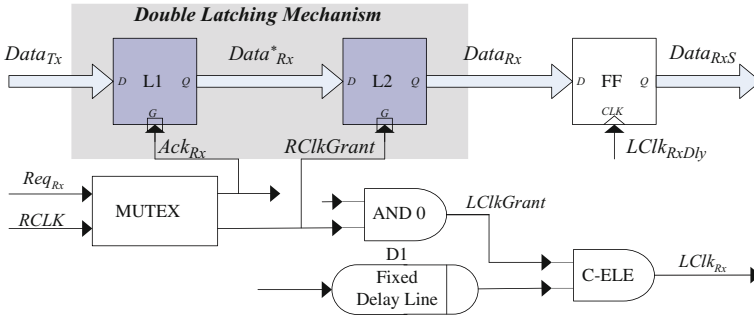 Double Latching Mechanism
Data_Tx
D L1 Q
G
Data*_Rx
D L2 Q
G
Data_Rx
D FF Q
CLK
Data_RxS
Ack_Rx
RClkGrant
LClk_RxDly
Req_Rx
RCLK
MUTEX
AND 0
LClkGrant
D1
Fixed
Delay Line
C-ELE
LClk_Rx